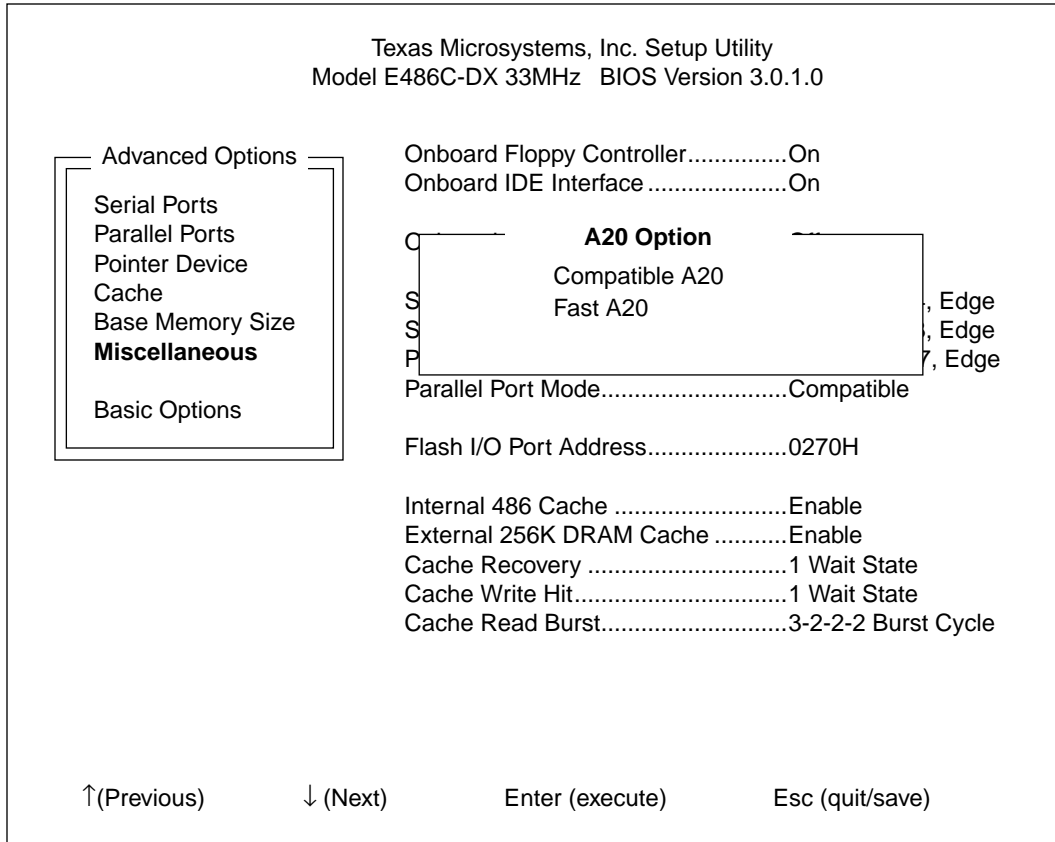 Texas Microsystems, Inc. Setup Utility
Model E486C-DX 33MHz BIOS Version 3.0.1.0
Advanced Options
Serial Ports
Parallel Ports
Pointer Device
Cache
Base Memory Size
Miscellaneous
Basic Options
Onboard Floppy Controller...............On
Onboard IDE Interface ......................On
A20 Option
Compatible A20
Fast A20
, Edge
, Edge
7, Edge
Parallel Port Mode.............................Compatible
Flash I/O Port Address......................0270H
Internal 486 Cache ...........................Enable
External 256K DRAM Cache ...........Enable
Cache Recovery ...............................1 Wait State
Cache Write Hit.................................1 Wait State
Cache Read Burst.............................3-2-2-2 Burst Cycle
↑(Previous) ↓ (Next) Enter (execute) Esc (quit/save)